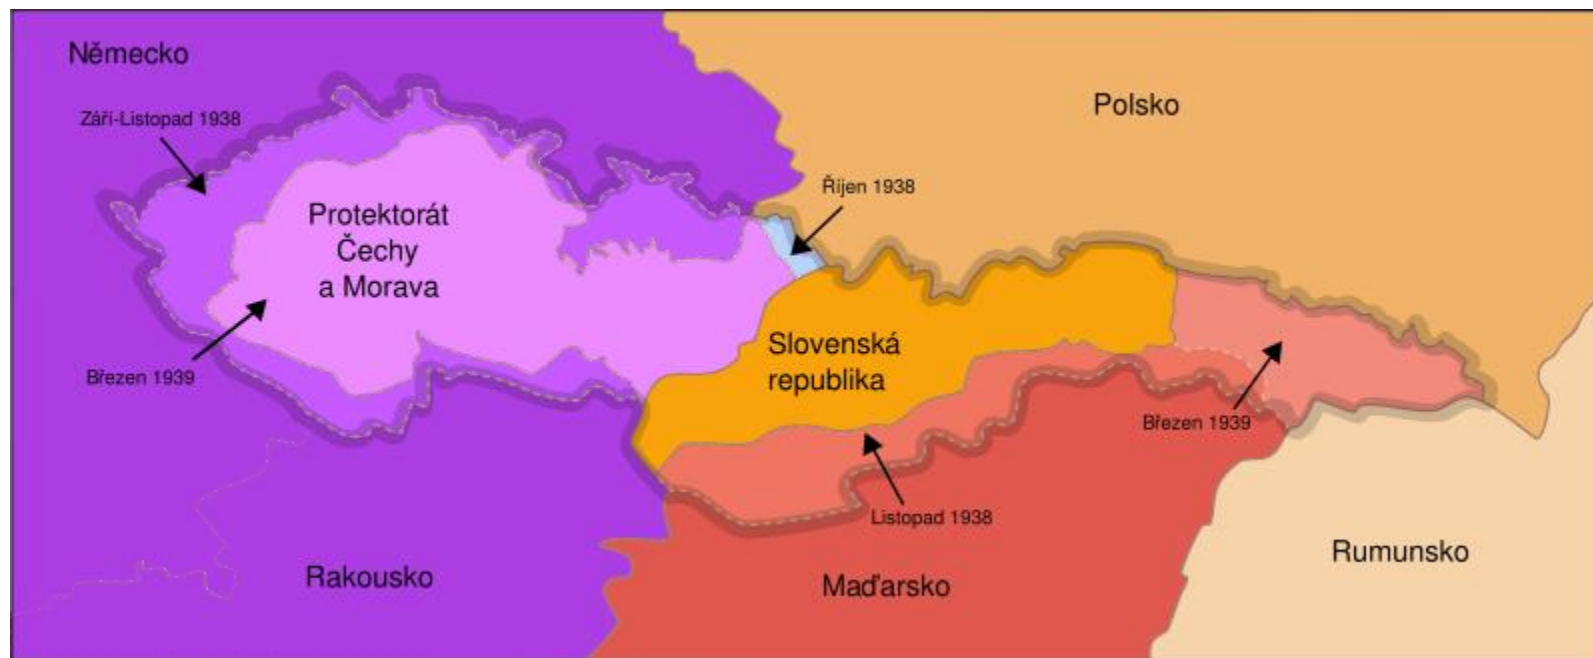 Německo
Září-Listopad 1938
Polsko
Říjen 1938
Protektorát
Čechy
a Morava
Slovenská
republika
Březen 1939
Březen 1939
Listopad 1938
Rakousko
Maďarsko
Rumunsko